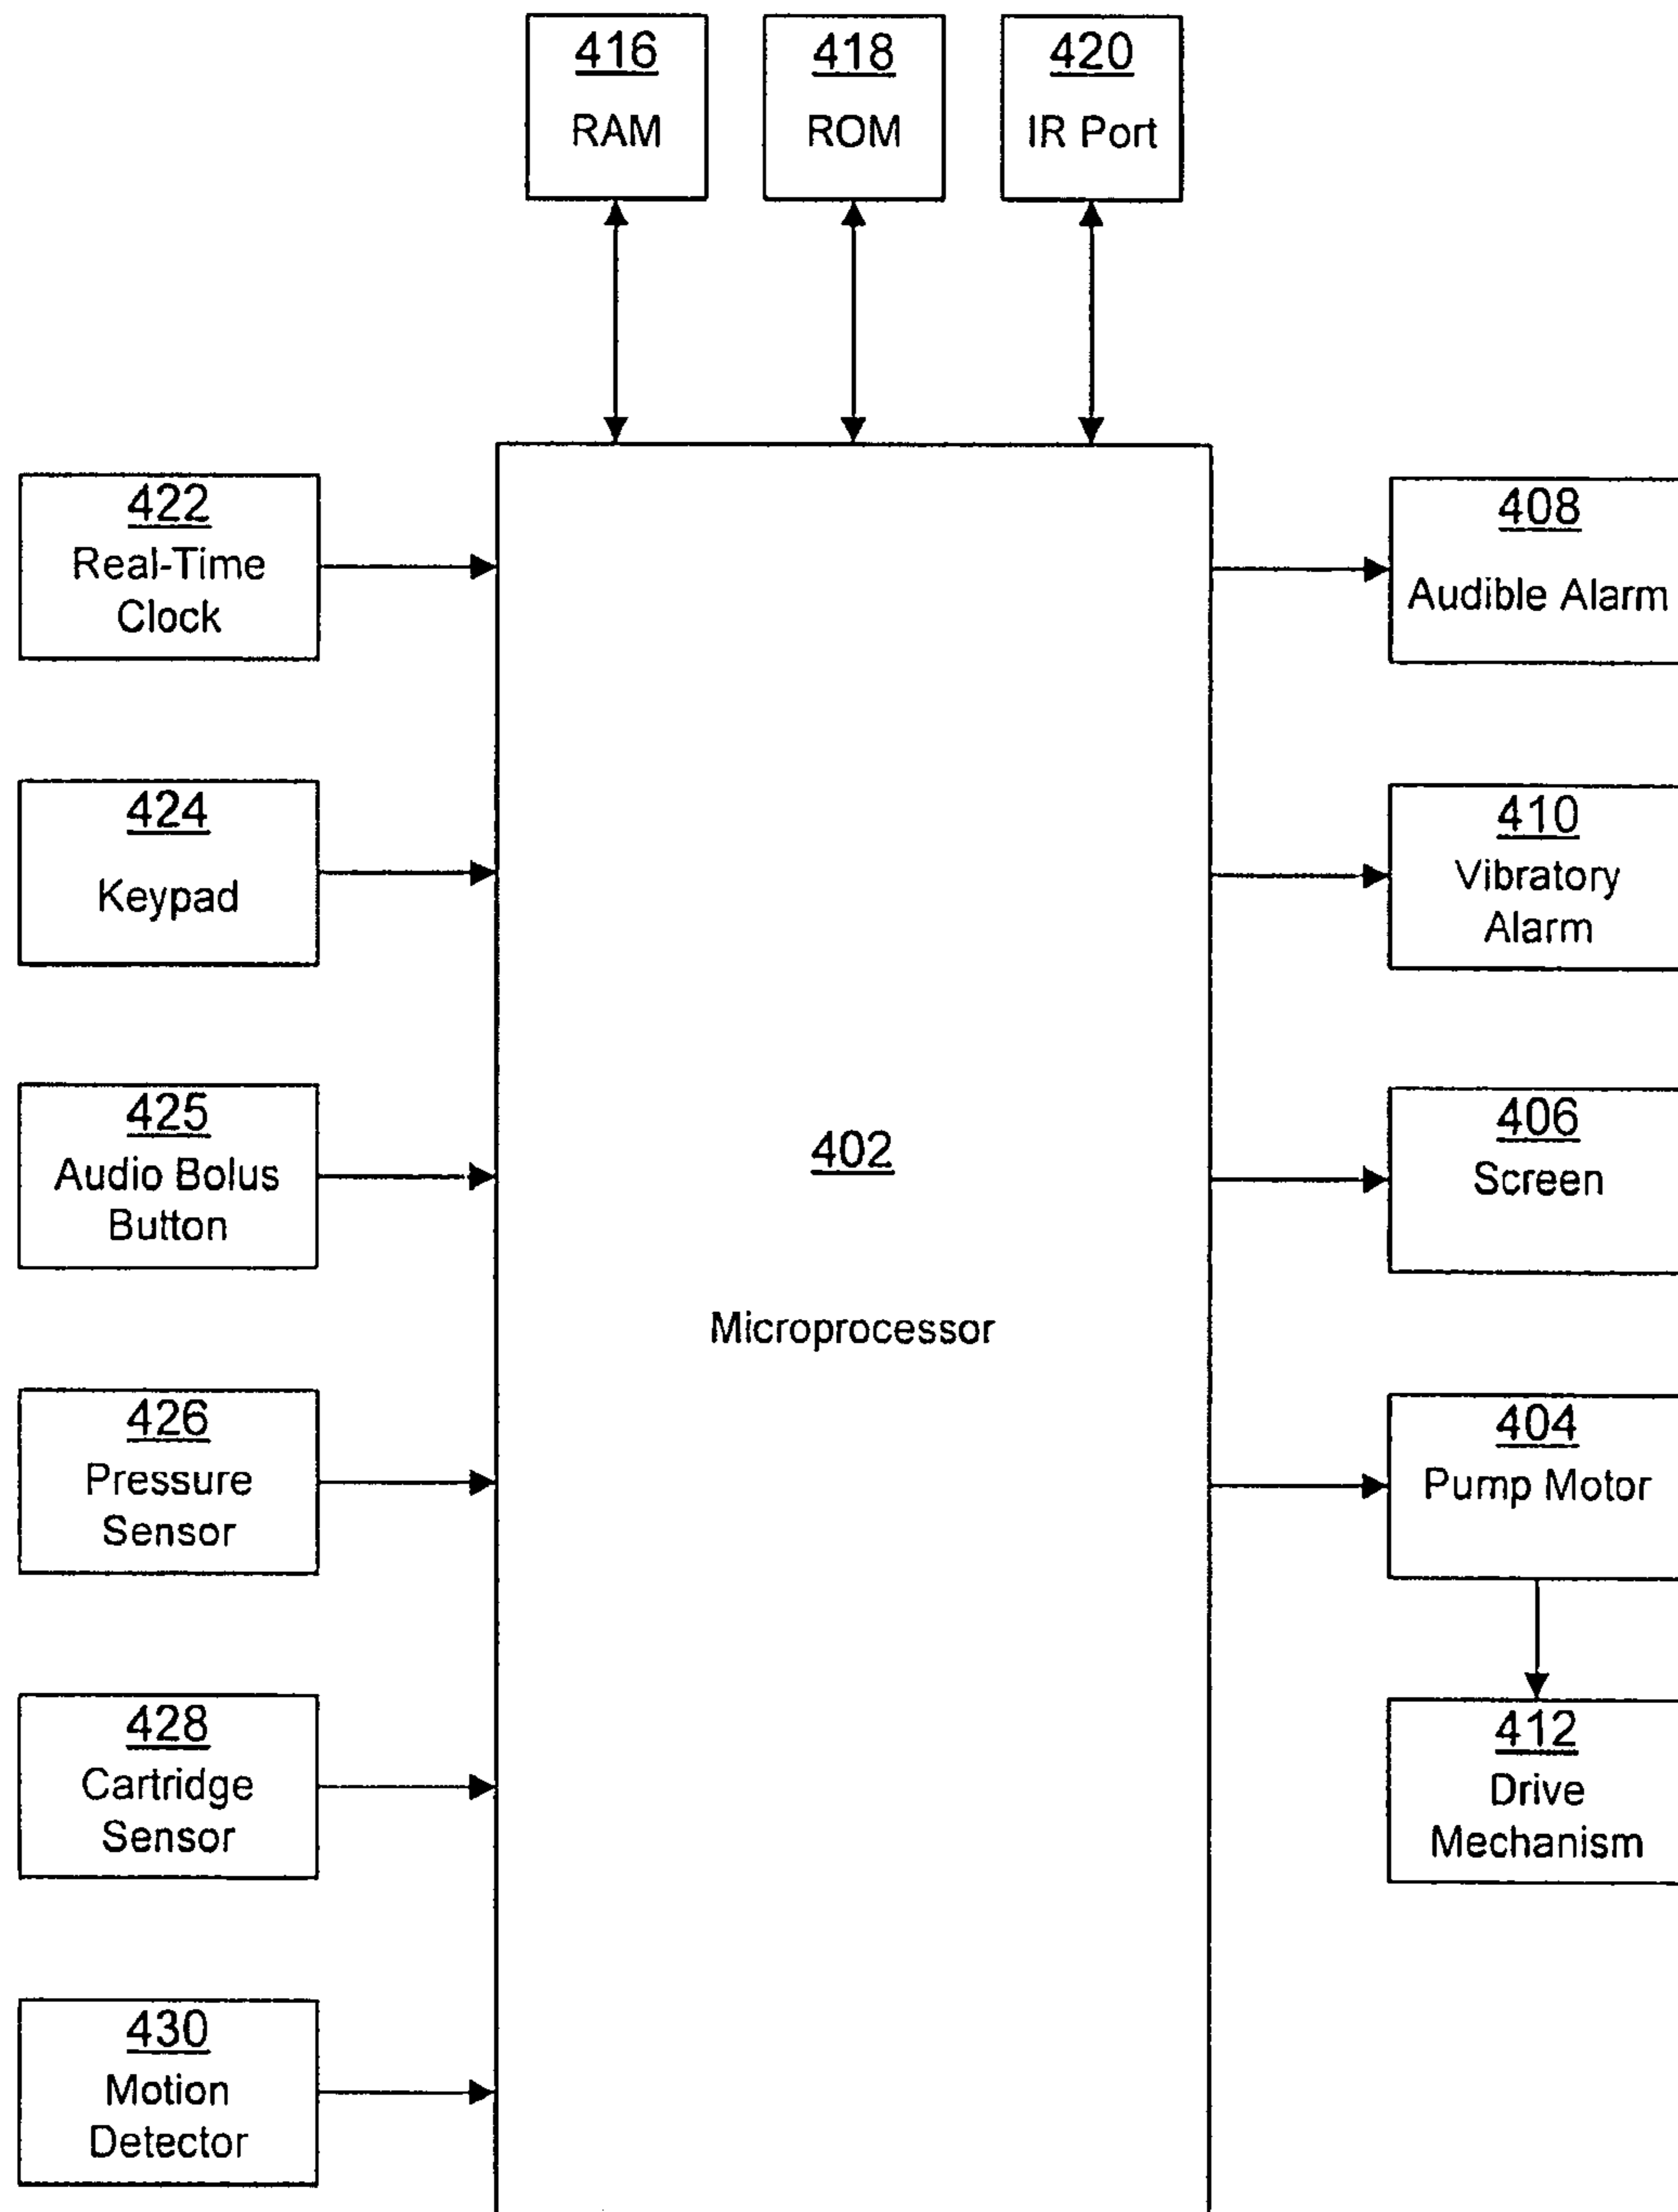 416
RAM
418
ROM
420
IR Port
422
Real-Time
Clock
424
Keypad
425
Audio Bolus
Button
426
Pressure
Sensor
428
Cartridge
Sensor
430
Motion
Detector
402
Microprocessor
408
Audible Alarm
410
Vibratory
Alarm
406
Screen
404
Pump Motor
412
Drive
Mechanism